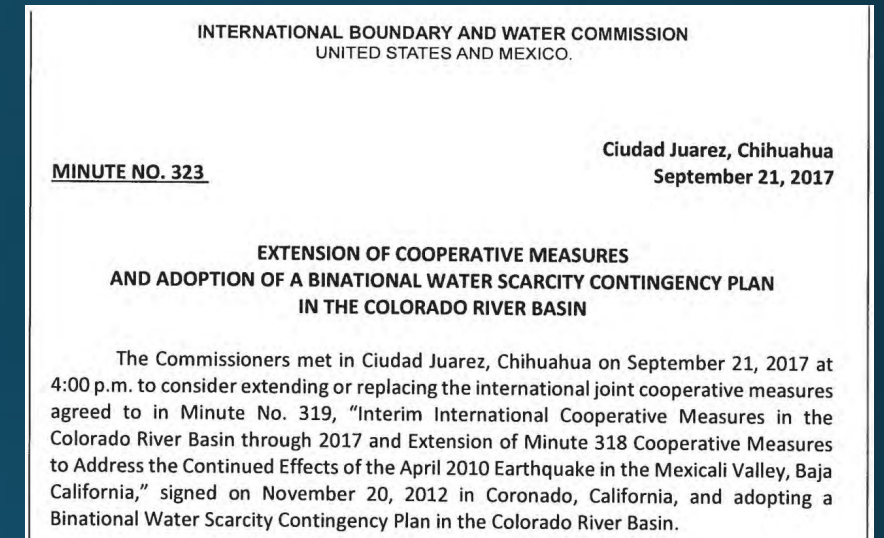 INTERNATIONAL BOUNDARY AND WATER COMMISSION
UNITED STATES AND MEXICO.
Ciudad Juarez, Chihuahua
MINUTE NO. 323
September 21, 2017
EXTENSION OF COOPERATIVE MEASURES
AND ADOPTION OF A BINATIONAL WATER SCARCITY CONTINGENCY PLAN
IN THE COLORADO RIVER BASIN
The Commissioners met in Ciudad Juarez, Chihuahua on September 21, 2017 at
4:00 p.m. to consider extending or replacing the international joint cooperative measures
agreed to in Minute No. 319, “Interim International Cooperative Measures in the
Colorado River Basin through 2017 and Extension of Minute 318 Cooperative Measures
to Address the Continued Effects of the April 2010 Earthquake in the Mexicali Valley, Baja
California,” signed on November 20, 2012 in Coronado, California, and adopting a
Binational Water Scarcity Contingency Plan in the Colorado River Basin.